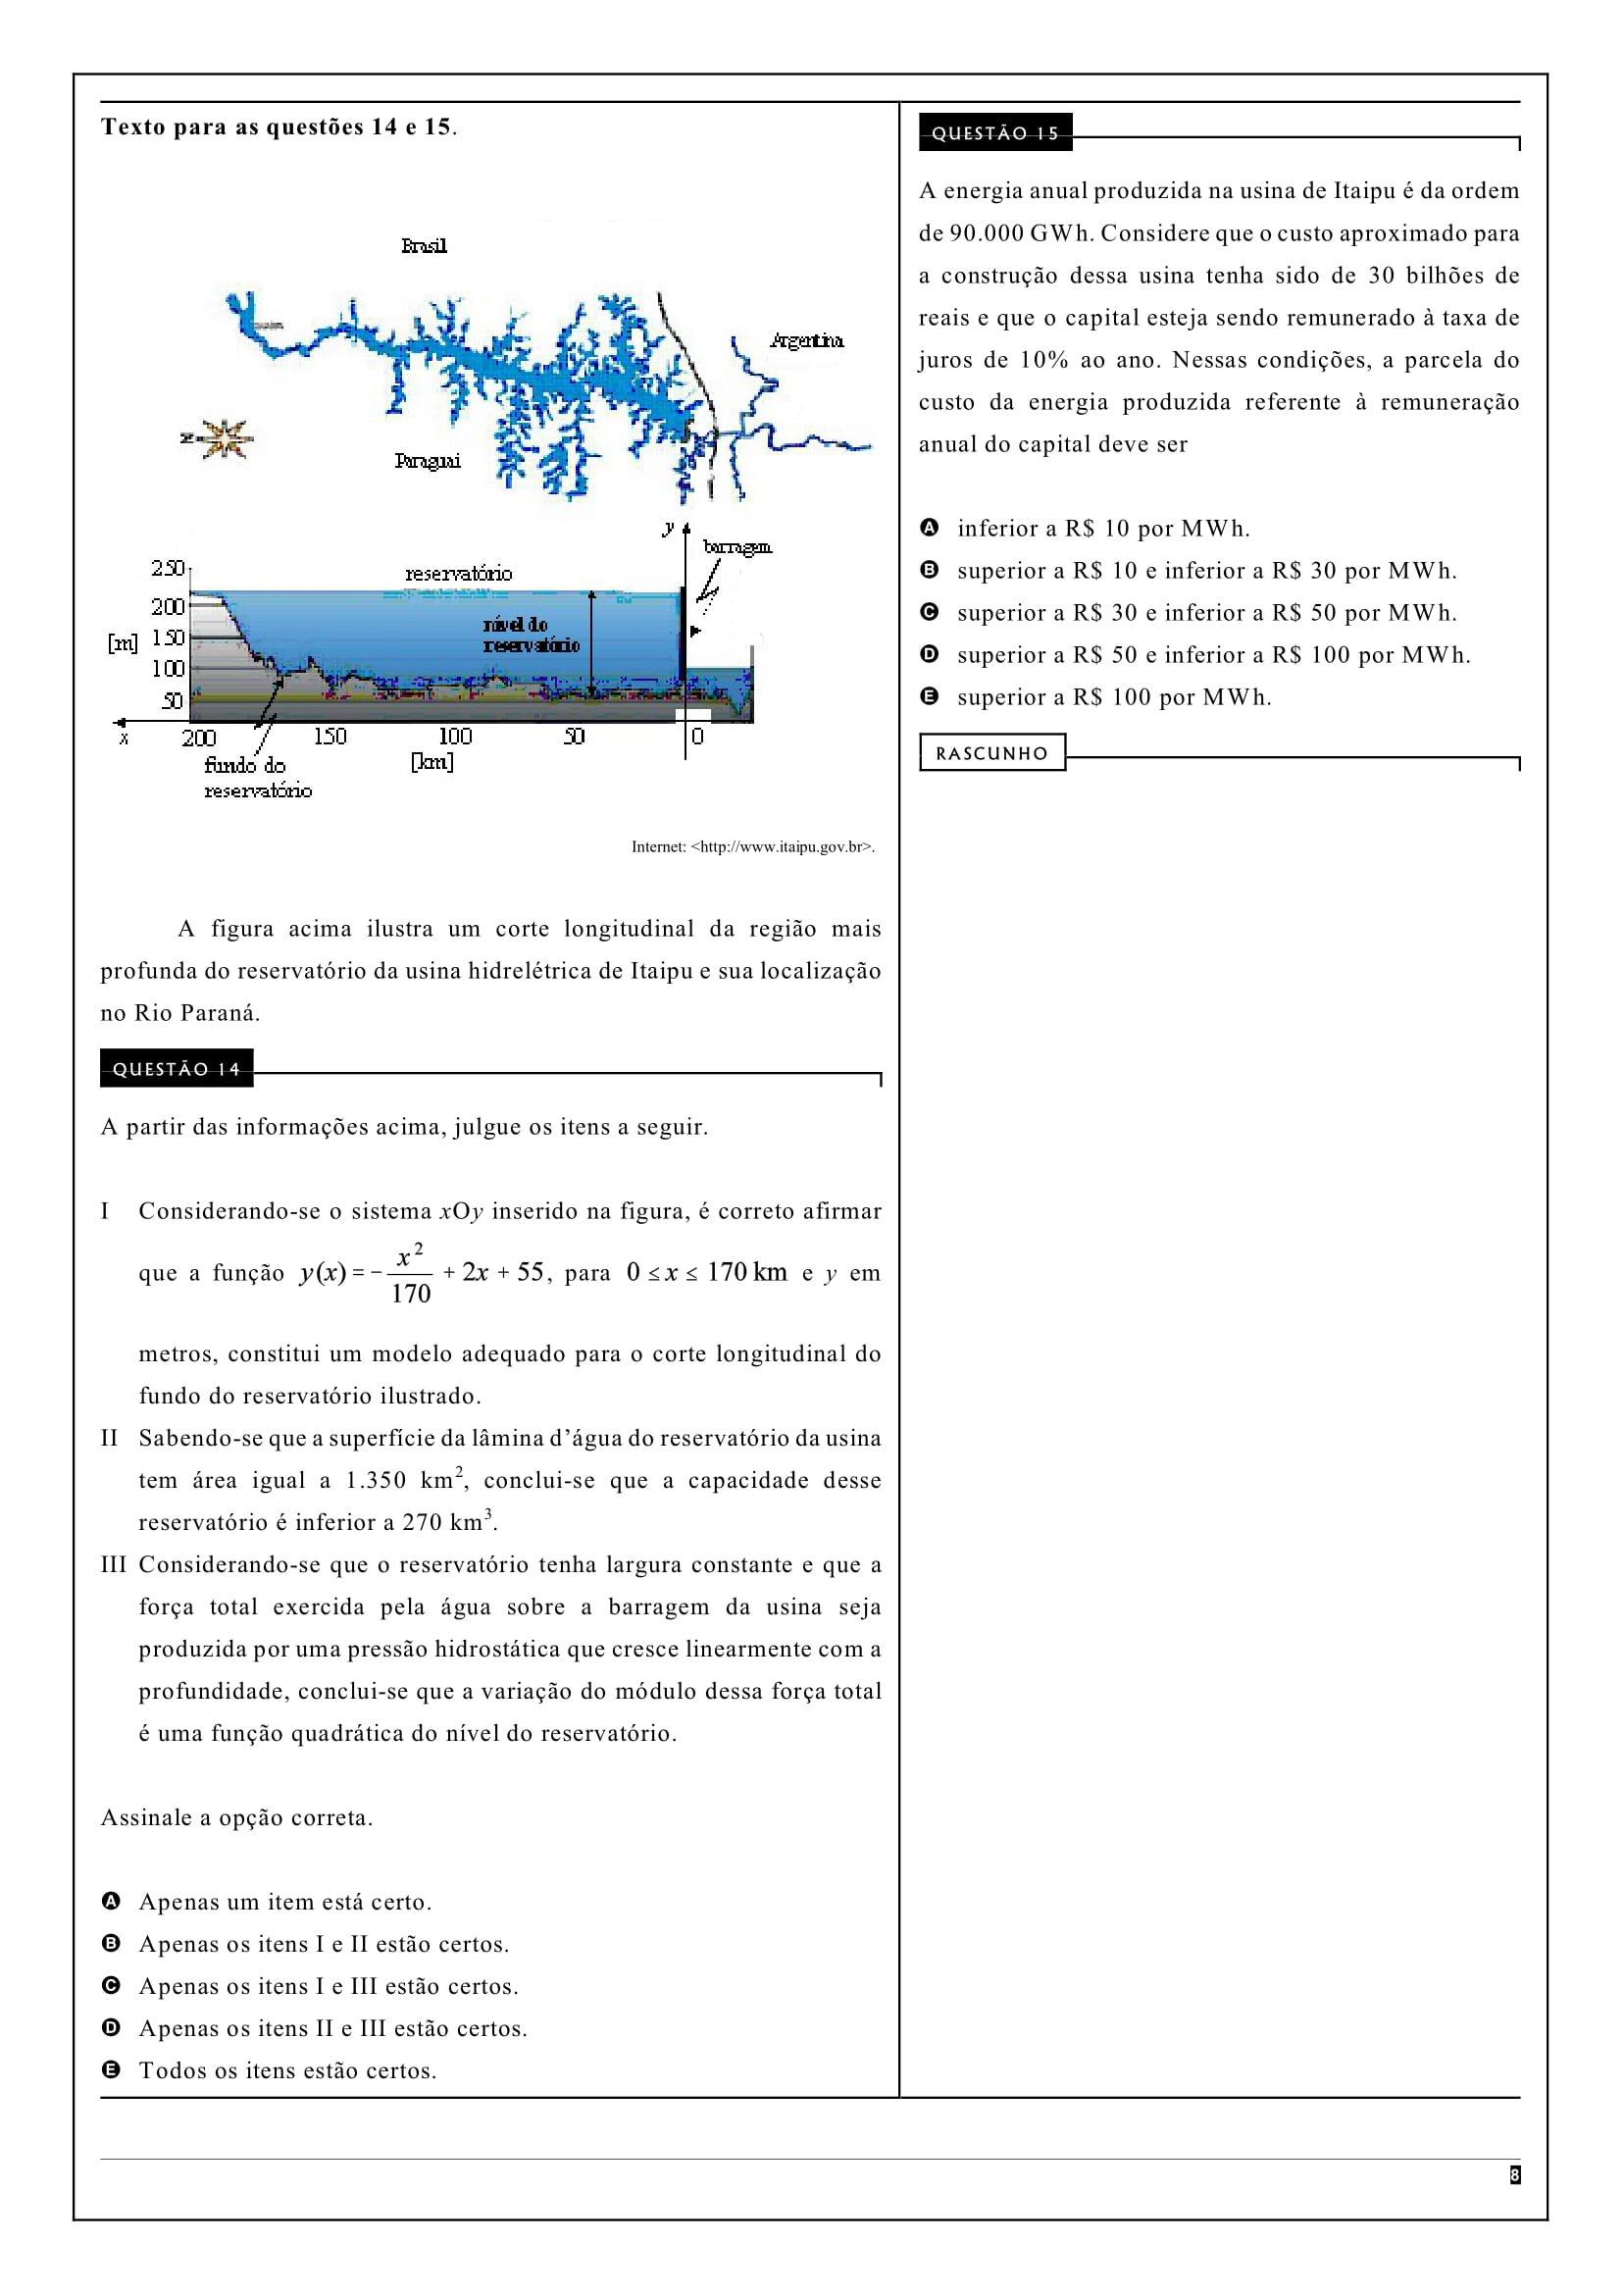 Texto para as questões 14 e 15.
Brasil
Argentina
Paraguai
y
barragem
reservatório
250
200
[m] 150
100
50
nível do
reservatório
x
200
150
100
50
0
[km]
fundo do
reservatório
Internet: <http://www.itaipu.gov.br>.
A figura acima ilustra um corte longitudinal da região mais
profunda do reservatório da usina hidrelétrica de Itaipu e sua localização
no Rio Paraná.
QUESTÃO 14
A partir das informações acima, julgue os itens a seguir.
I Considerando-se o sistema xOy inserido na figura, é correto afirmar
que a função y(x) = - x²/170 + 2x + 55, para 0 ≤ x ≤ 170 km e y em
metros, constitui um modelo adequado para o corte longitudinal do
fundo do reservatório ilustrado.
II Sabendo-se que a superfície da lâmina d’água do reservatório da usina
tem área igual a 1.350 km², conclui-se que a capacidade desse
reservatório é inferior a 270 km³.
III Considerando-se que o reservatório tenha largura constante e que a
força total exercida pela água sobre a barragem da usina seja
produzida por uma pressão hidrostática que cresce linearmente com a
profundidade, conclui-se que a variação do módulo dessa força total
é uma função quadrática do nível do reservatório.
Assinale a opção correta.
A Apenas um item está certo.
B Apenas os itens I e II estão certos.
C Apenas os itens I e III estão certos.
D Apenas os itens II e III estão certos.
E Todos os itens estão certos.
QUESTÃO 15
A energia anual produzida na usina de Itaipu é da ordem
de 90.000 GWh. Considere que o custo aproximado para
a construção dessa usina tenha sido de 30 bilhões de
reais e que o capital esteja sendo remunerado à taxa de
juros de 10% ao ano. Nessas condições, a parcela do
custo da energia produzida referente à remuneração
anual do capital deve ser
A inferior a R$ 10 por MWh.
B superior a R$ 10 e inferior a R$ 30 por MWh.
C superior a R$ 30 e inferior a R$ 50 por MWh.
D superior a R$ 50 e inferior a R$ 100 por MWh.
E superior a R$ 100 por MWh.
RASCUNHO
8